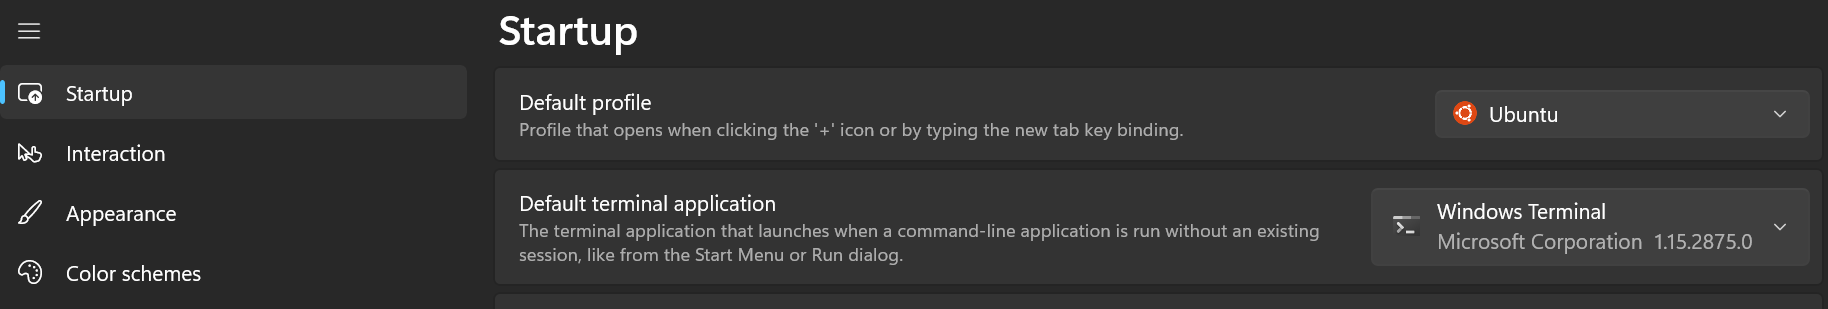 Startup
Startup
Default profile
Profile that opens when clicking the '+' icon or by typing the new tab key binding.
Ubuntu
Interaction
Default terminal application
The terminal application that launches when a command-line application is run without an existing
session, like from the Start Menu or Run dialog.
Windows Terminal
Microsoft Corporation 1.15.2875.0
Appearance
Color schemes